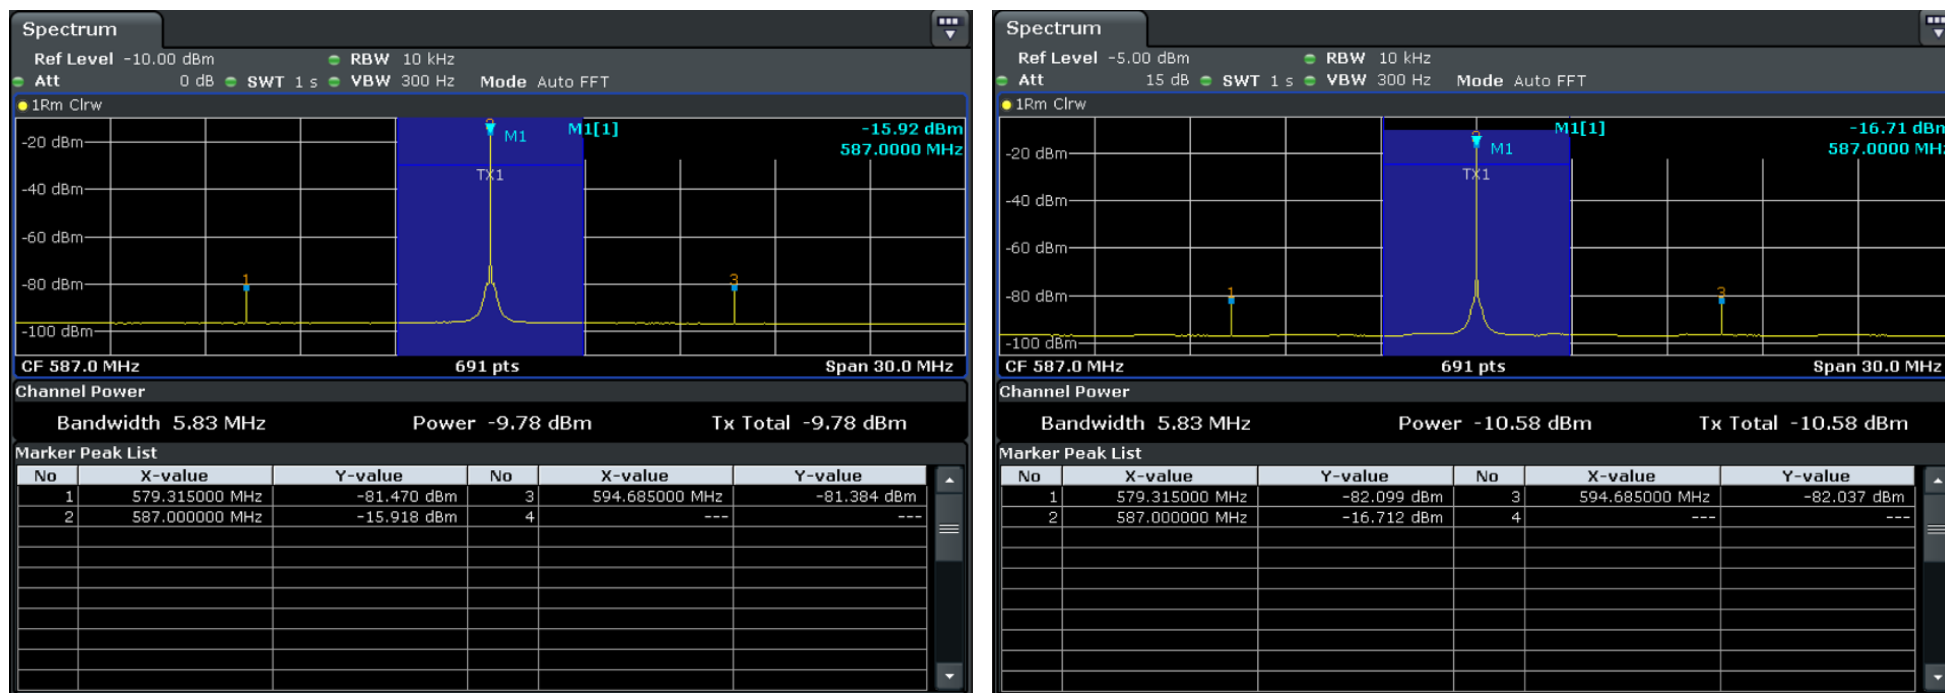 Spectrum
Ref Level -10.00 dBm RBW 10 kHz
Att 0 dB SWT 1 s VBW 300 Hz Mode Auto FFT
1Rm Clrw
M1[1] -15.92 dBm
587.0000 MHz
M1
TX1
-20 dBm
-40 dBm
-60 dBm
-80 dBm
-100 dBm
1
2
3
CF 587.0 MHz 691 pts Span 30.0 MHz
Channel Power
Bandwidth 5.83 MHz Power -9.78 dBm Tx Total -9.78 dBm
Marker Peak List
No X-value Y-value No X-value Y-value
1 579.315000 MHz -81.470 dBm 3 594.685000 MHz -81.384 dBm
2 587.000000 MHz -15.918 dBm 4 --- ---
Spectrum
Ref Level -5.00 dBm RBW 10 kHz
Att 15 dB SWT 1 s VBW 300 Hz Mode Auto FFT
1Rm Clrw
M1[1] -16.71 dBm
587.0000 MH
M1
TX1
-20 dBm
-40 dBm
-60 dBm
-80 dBm
-100 dBm
1
2
3
CF 587.0 MHz 691 pts Span 30.0 MHz
Channel Power
Bandwidth 5.83 MHz Power -10.58 dBm Tx Total -10.58 dBm
Marker Peak List
No X-value Y-value No X-value Y-value
1 579.315000 MHz -82.099 dBm 3 594.685000 MHz -82.037 dBm
2 587.000000 MHz -16.712 dBm 4 --- ---